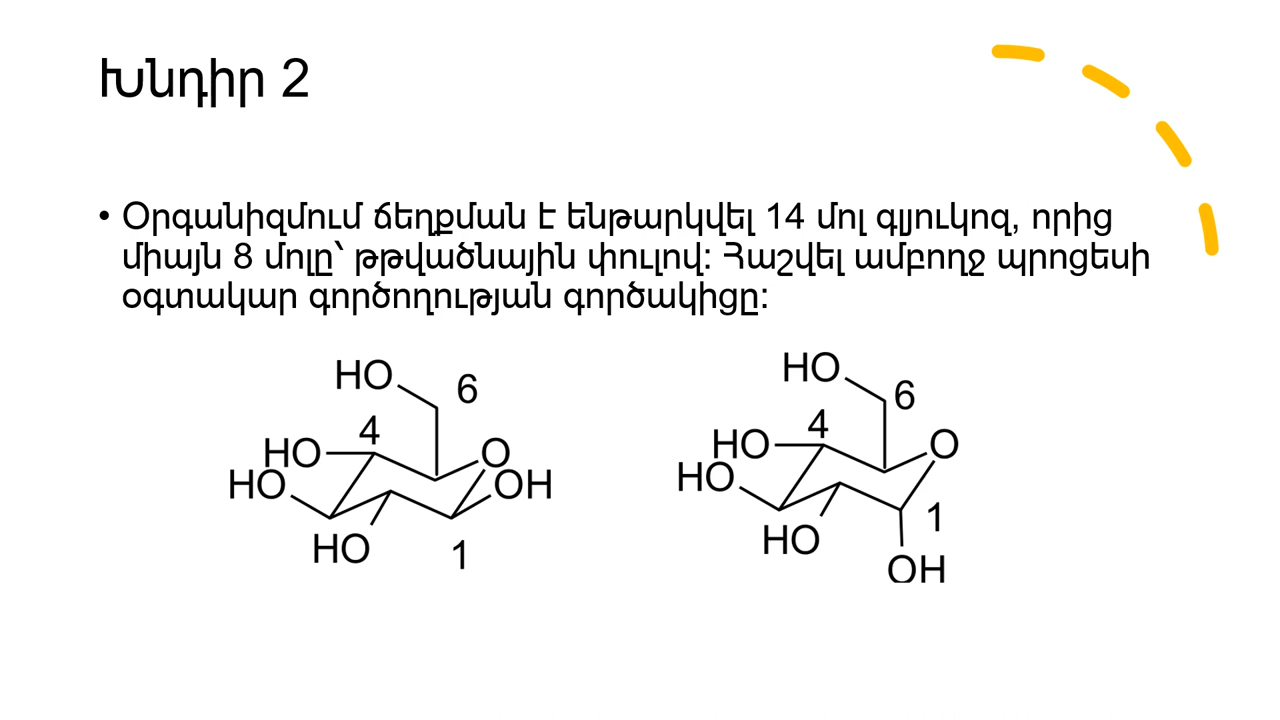 Խնդիր 2
• Օրգանիզմում ճեղքման է ենթարկվել 14 մոլ գլյուկոզ, որից
միայն 8 մոլը՝ թթվածնային փուլով: Հաշվել ամբողջ պրոցեսի
օգտակար գործողության գործակիցը:
HO 6
4
HO O
HO OH
HO 1
HO 6
4
HO O
HO
1
HO
OH